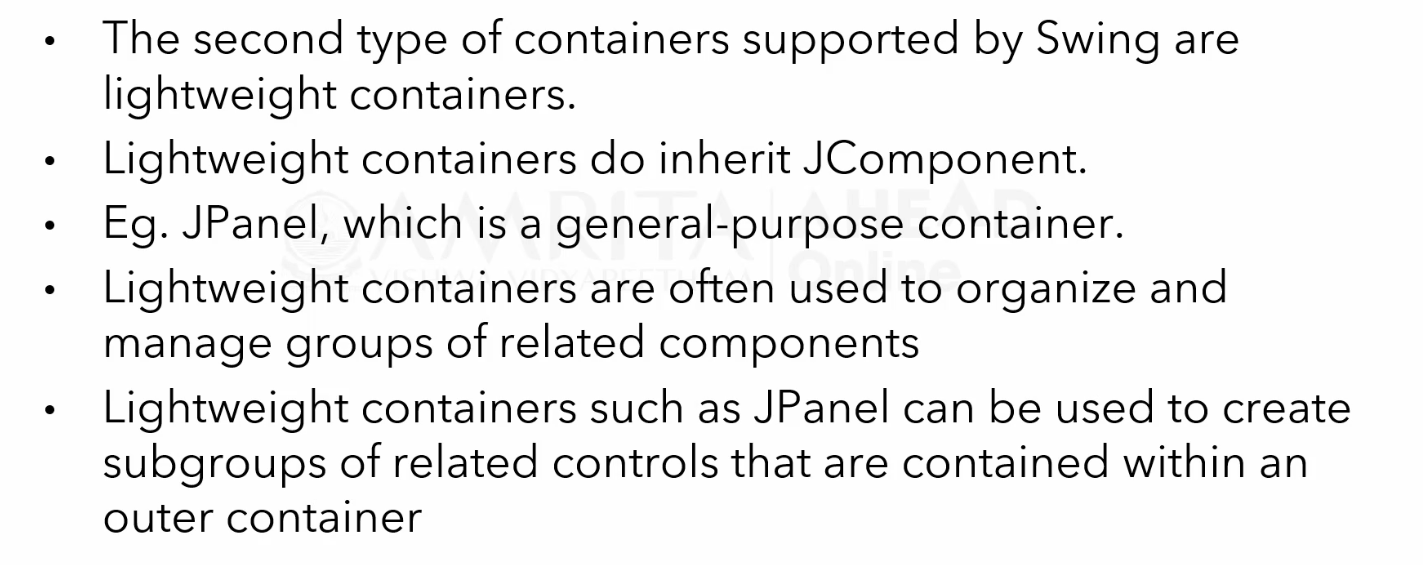 • The second type of containers supported by Swing are
lightweight containers.
• Lightweight containers do inherit JComponent.
• Eg. JPanel, which is a general-purpose container.
AMRITA AHEAD
VISHWA VIDYAPEETHAM Online
• Lightweight containers are often used to organize and
manage groups of related components
• Lightweight containers such as JPanel can be used to create
subgroups of related controls that are contained within an
outer container